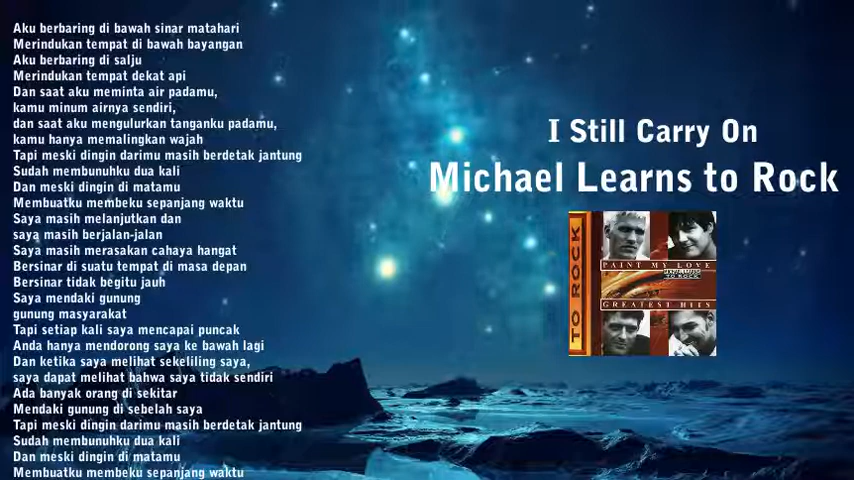 Aku berbaring di bawah sinar matahari
Merindukan tempat di bawah bayangan
Aku berbaring di salju
Merindukan tempat dekat api
Dan saat aku meminta air padamu,
kamu minum airnya sendiri,
dan saat aku mengulurkan tanganku padamu,
kamu hanya memalingkan wajah
Tapi meski dingin darimu masih berdetak jantung
Sudah membunuhku dua kali
Dan meski dingin di matamu
Membuatku membeku sepanjang waktu
Saya masih melanjutkan dan
saya masih berjalan-jalan
Saya masih merasakan cahaya hangat
Bersinar di suatu tempat di masa depan
Bersinar tidak begitu jauh
Saya mendaki gunung
gunung masyarakat
Tapi setiap kali saya mencapai puncak
Anda hanya mendorong saya ke bawah lagi
Dan ketika saya melihat sekeliling saya,
saya dapat melihat bahwa saya tidak sendiri
Ada banyak orang di sekitar
Mendaki gunung di sebelah saya
Tapi meski dingin darimu masih berdetak jantung
Sudah membunuhku dua kali
Dan meski dingin di matamu
Membuatku membeku sepanjang waktu
I Still Carry On
Michael Learns to Rock
TO ROCK
PAINT MY LOVE
TO ROCK
GREATEST HITS